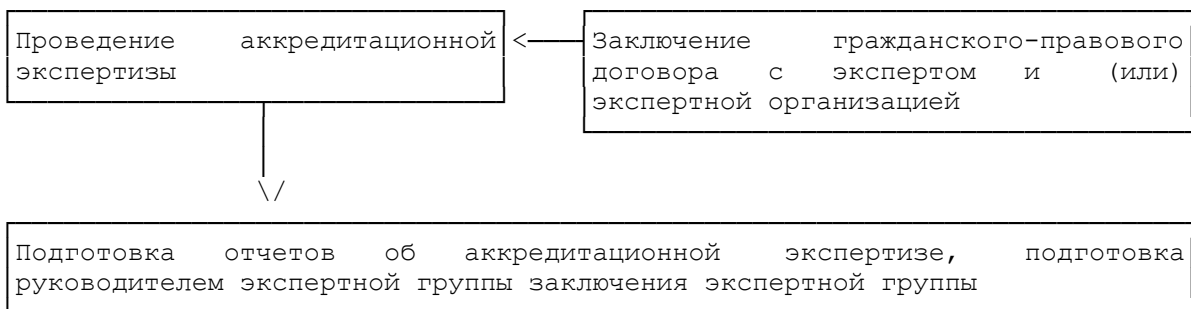 Проведение аккредитационной
экспертизы
Заключение гражданского-правового
договора с экспертом и (или)
экспертной организацией
Подготовка отчетов об аккредитационной экспертизе, подготовка
руководителем экспертной группы заключения экспертной группы